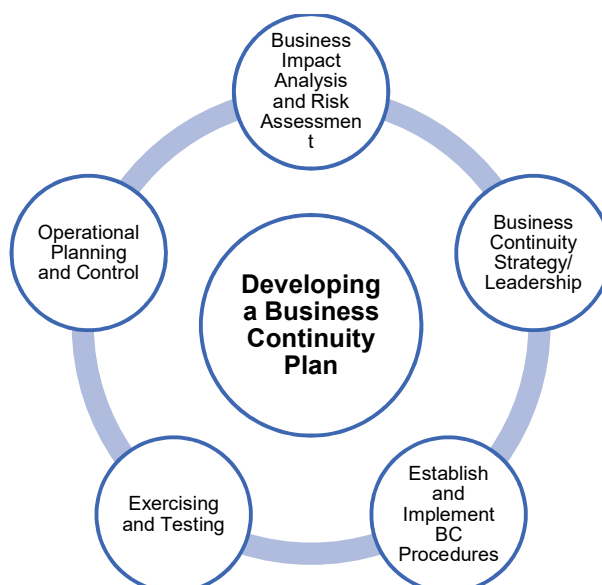 Business
Impact
Analysis
and Risk
Assessmen
t
Business
Continuity
Strategy/
Leadership
Establish
and
Implement
BC
Procedures
Exercising
and Testing
Operational
Planning
and Control
Developing
a Business
Continuity
Plan